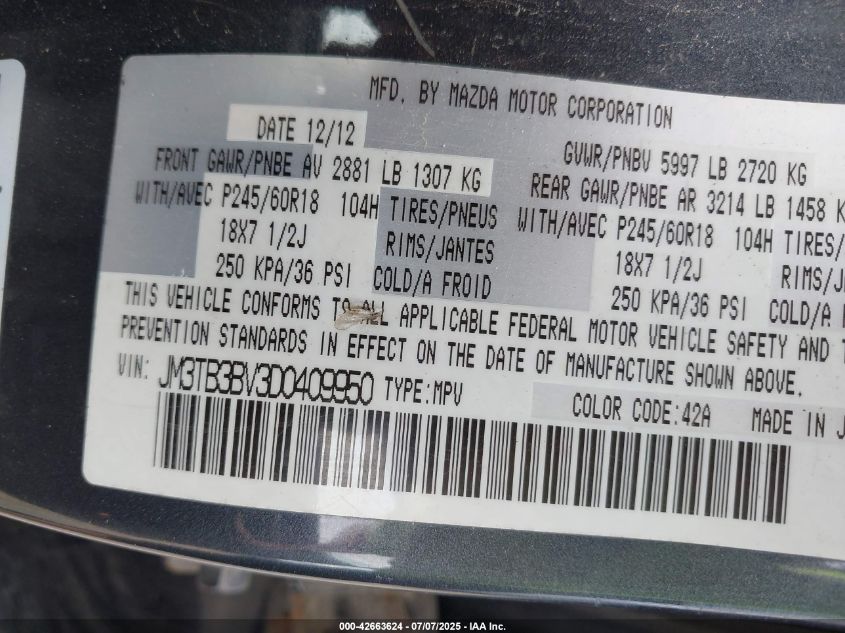 MFD. BY MAZDA MOTOR CORPORATION
DATE 12/12
GVWR/PNBV 5997 LB 2720 KG
FRONT GAWR/PNBE AV 2881 LB 1307 KG
REAR GAWR/PNBE AR 3214 LB 1458 K
WITH/AVEC P245/60R18 104H TIRES/PNEUS
WITH/AVEC P245/60R18 104H TIRES/
18X7 1/2J RIMS/JANTES
18X7 1/2J RIMS/J
250 KPA/36 PSI COLD/A FROID
250 KPA/36 PSI COLD/A F
THIS VEHICLE CONFORMS TO ALL APPLICABLE FEDERAL MOTOR VEHICLE SAFETY AND T
PREVENTION STANDARDS IN EFFECT ON THE DATE OF MANUFACTURE SHOWN ABOVE.
VIN: JM3TB3BV3D0409950 TYPE:MPV
COLOR CODE:42A MADE IN J
000-42663624 - 07/07/2025 - IAA Inc.